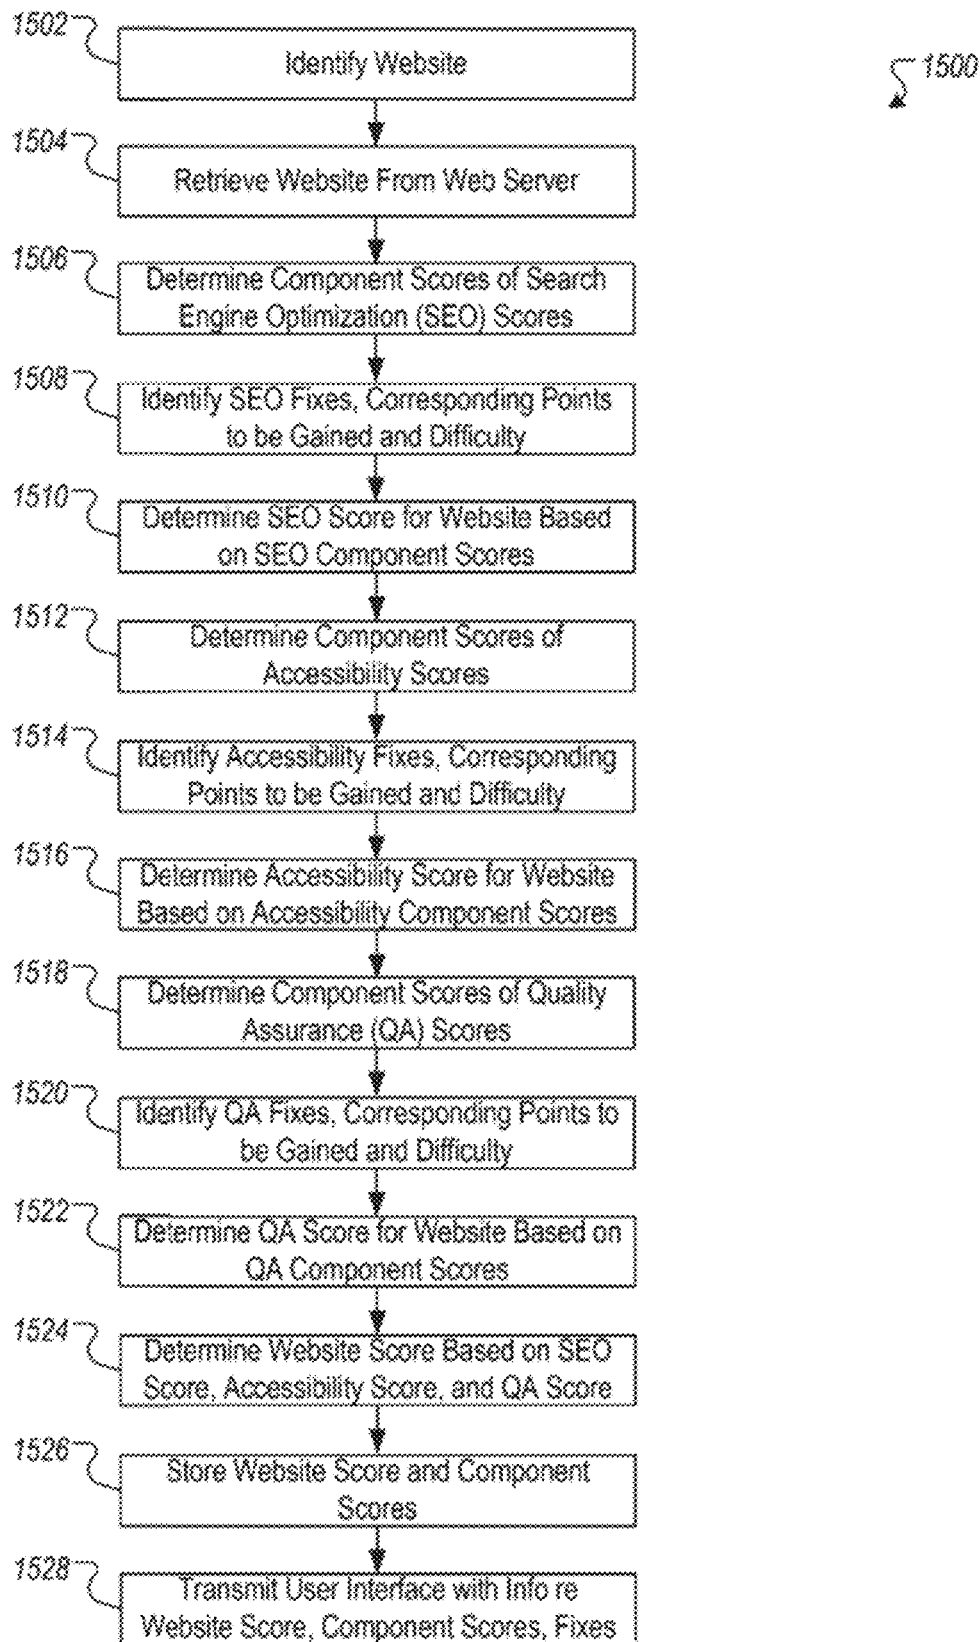 1502
Identify Website
1500
1504
Retrieve Website From Web Server
1506
Determine Component Scores of Search
Engine Optimization (SEO) Scores
1508
Identify SEO Fixes, Corresponding Points
to be Gained and Difficulty
1510
Determine SEO Score for Website Based
on SEO Component Scores
1512
Determine Component Scores of
Accessibility Scores
1514
Identify Accessibility Fixes, Corresponding
Points to be Gained and Difficulty
1516
Determine Accessibility Score for Website
Based on Accessibility Component Scores
1518
Determine Component Scores of Quality
Assurance (QA) Scores
1520
Identify QA Fixes, Corresponding Points to
be Gained and Difficulty
1522
Determine QA Score for Website Based on
QA Component Scores
1524
Determine Website Score Based on SEO
Score, Accessibility Score, and QA Score
1526
Store Website Score and Component
Scores
1528
Transmit User Interface with Info re
Website Score, Component Scores, Fixes